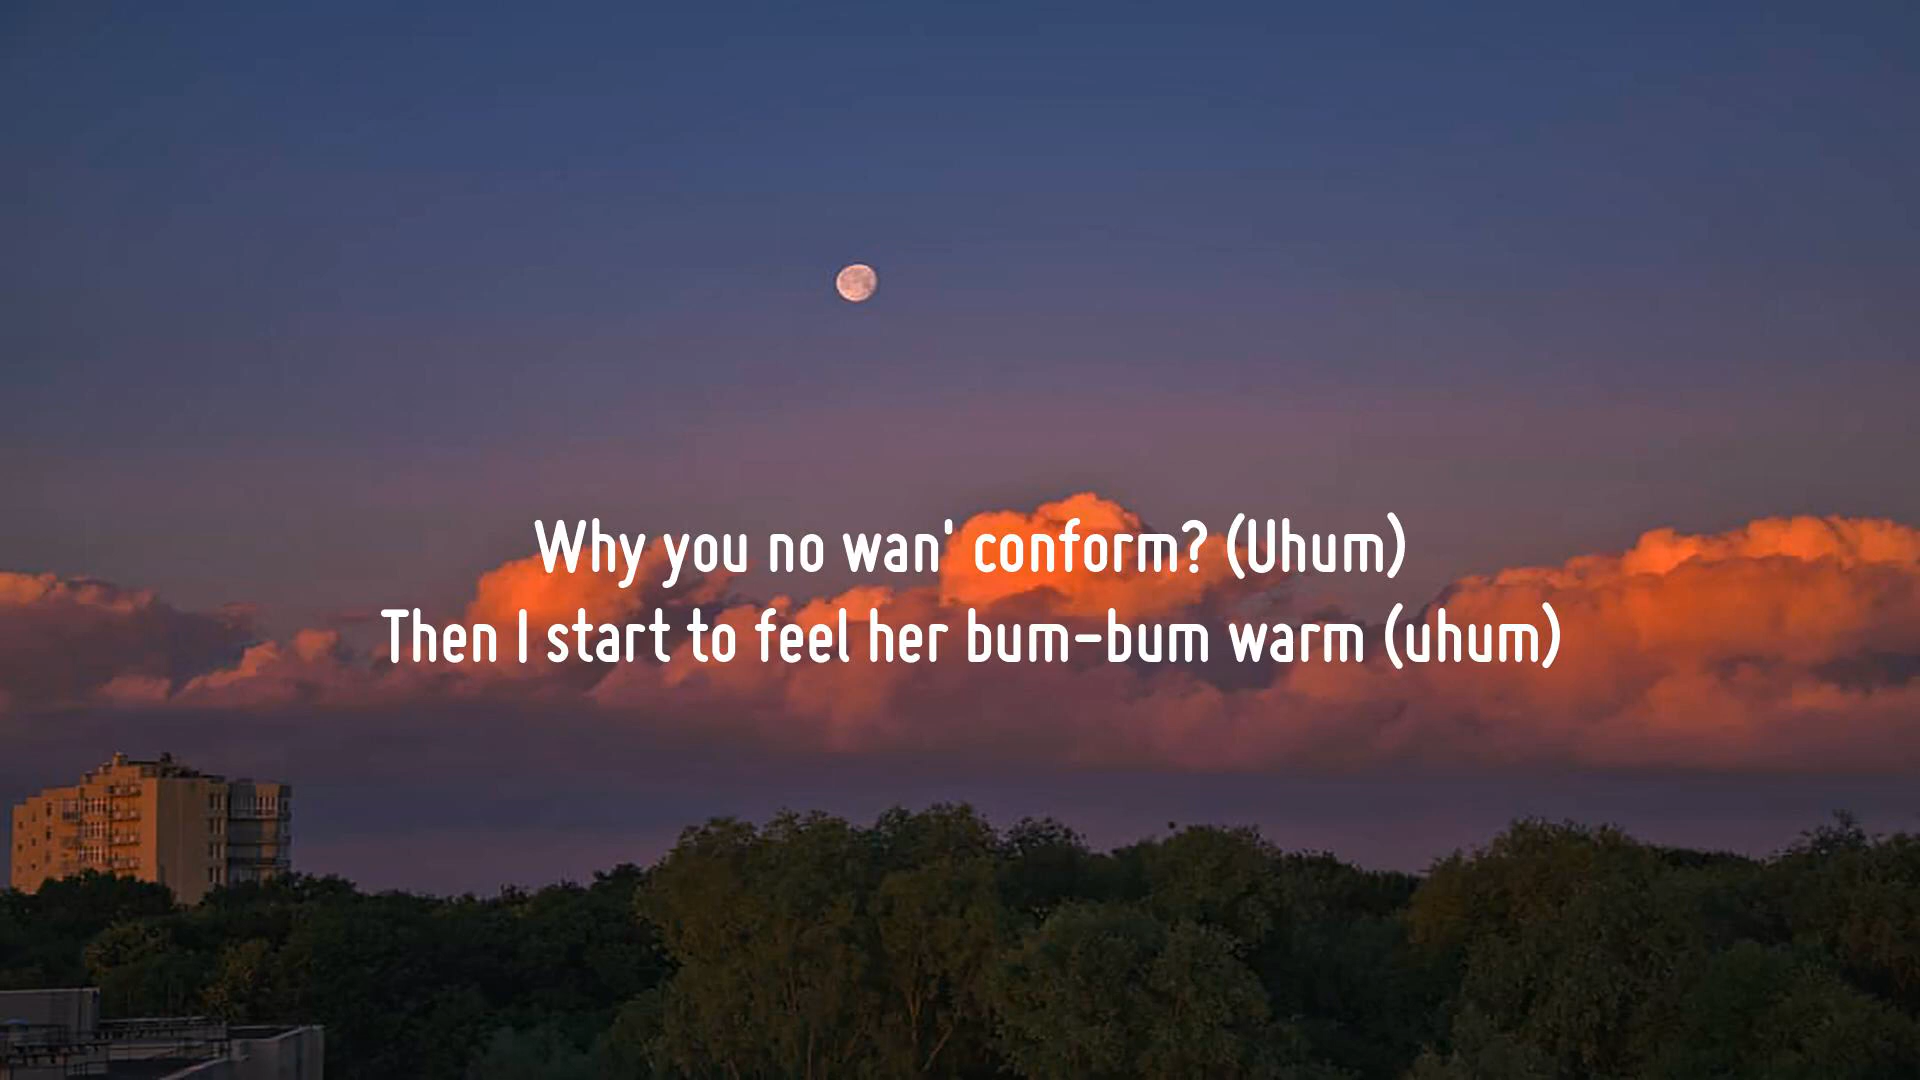 Why you no wan' conform? (Uhum)
Then I start to feel her bum-bum warm (uhum)